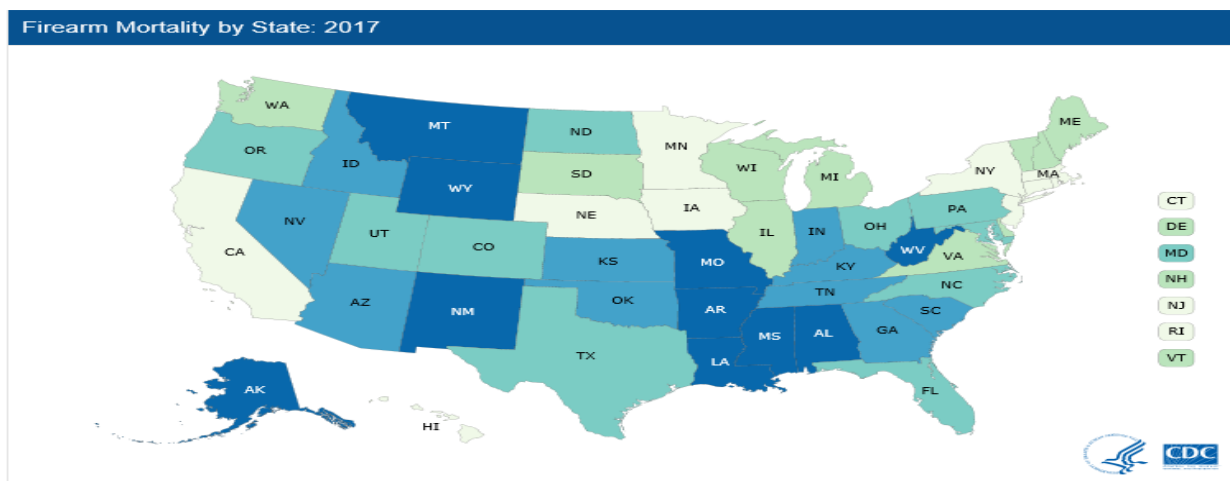 Firearm Mortality by State: 2017
WA
MT
ND
MN
ME
OR
ID
WY
SD
WI
MI
NY
MA
NV
UT
CO
NE
IA
IL
IN
OH
PA
CA
KS
MO
KY
WV
VA
AZ
NM
OK
AR
TN
NC
SC
TX
LA
MS
AL
GA
FL
AK
HI
CT
DE
MD
NH
NJ
RI
VT
CDC